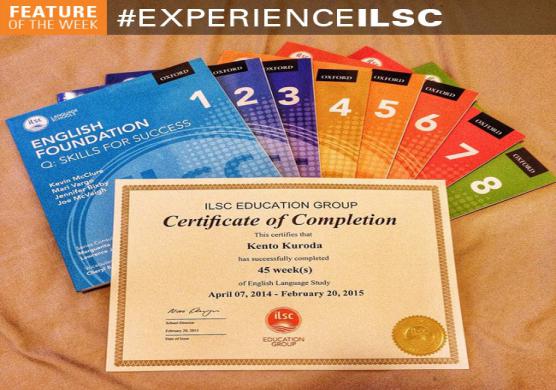 FEATURE
OF THE WEEK
#EXPERIENCEILSC
OXFORD
OXFORD
OXFORD
OXFORD
OXFORD
OXFORD
OXFORD
OXFORD
1
2
3
4
5
6
7
8
ilsc
ENGLISH
FOUNDATION
Q: SKILLS FOR SUCCESS
Kevin McClure
Mari Vargo
Jennifer Bixby
Joe McVeigh
ILSC EDUCATION GROUP
Certificate of Completion
This certifies that
Kento Kuroda
has successfully completed
45 week(s)
of English Language Study
April 07, 2014 - February 20, 2015
School Director
February 20, 2015
Date of Issue
ilsc
EDUCATION
GROUP